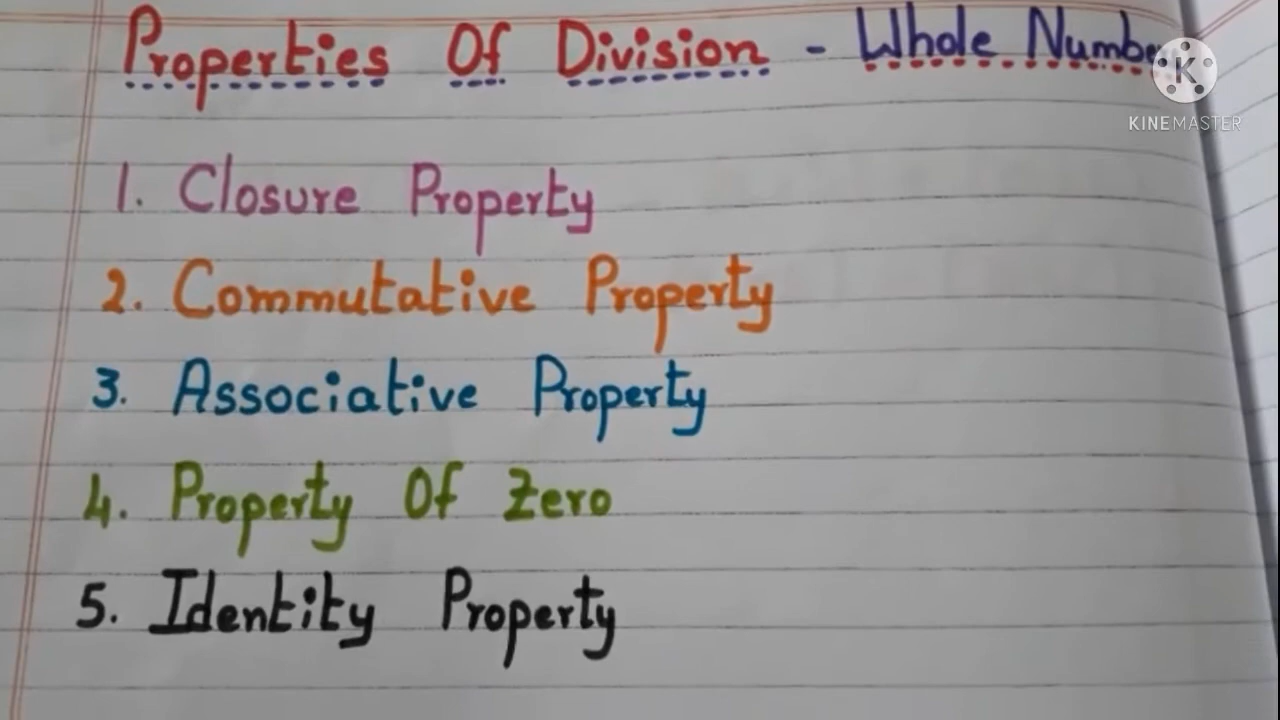 Properties Of Division - Whole Number
K
KINEMASTER
1. Closure Property
2. Commutative Property
3. Associative Property
4. Property Of Zero
5. Identity Property